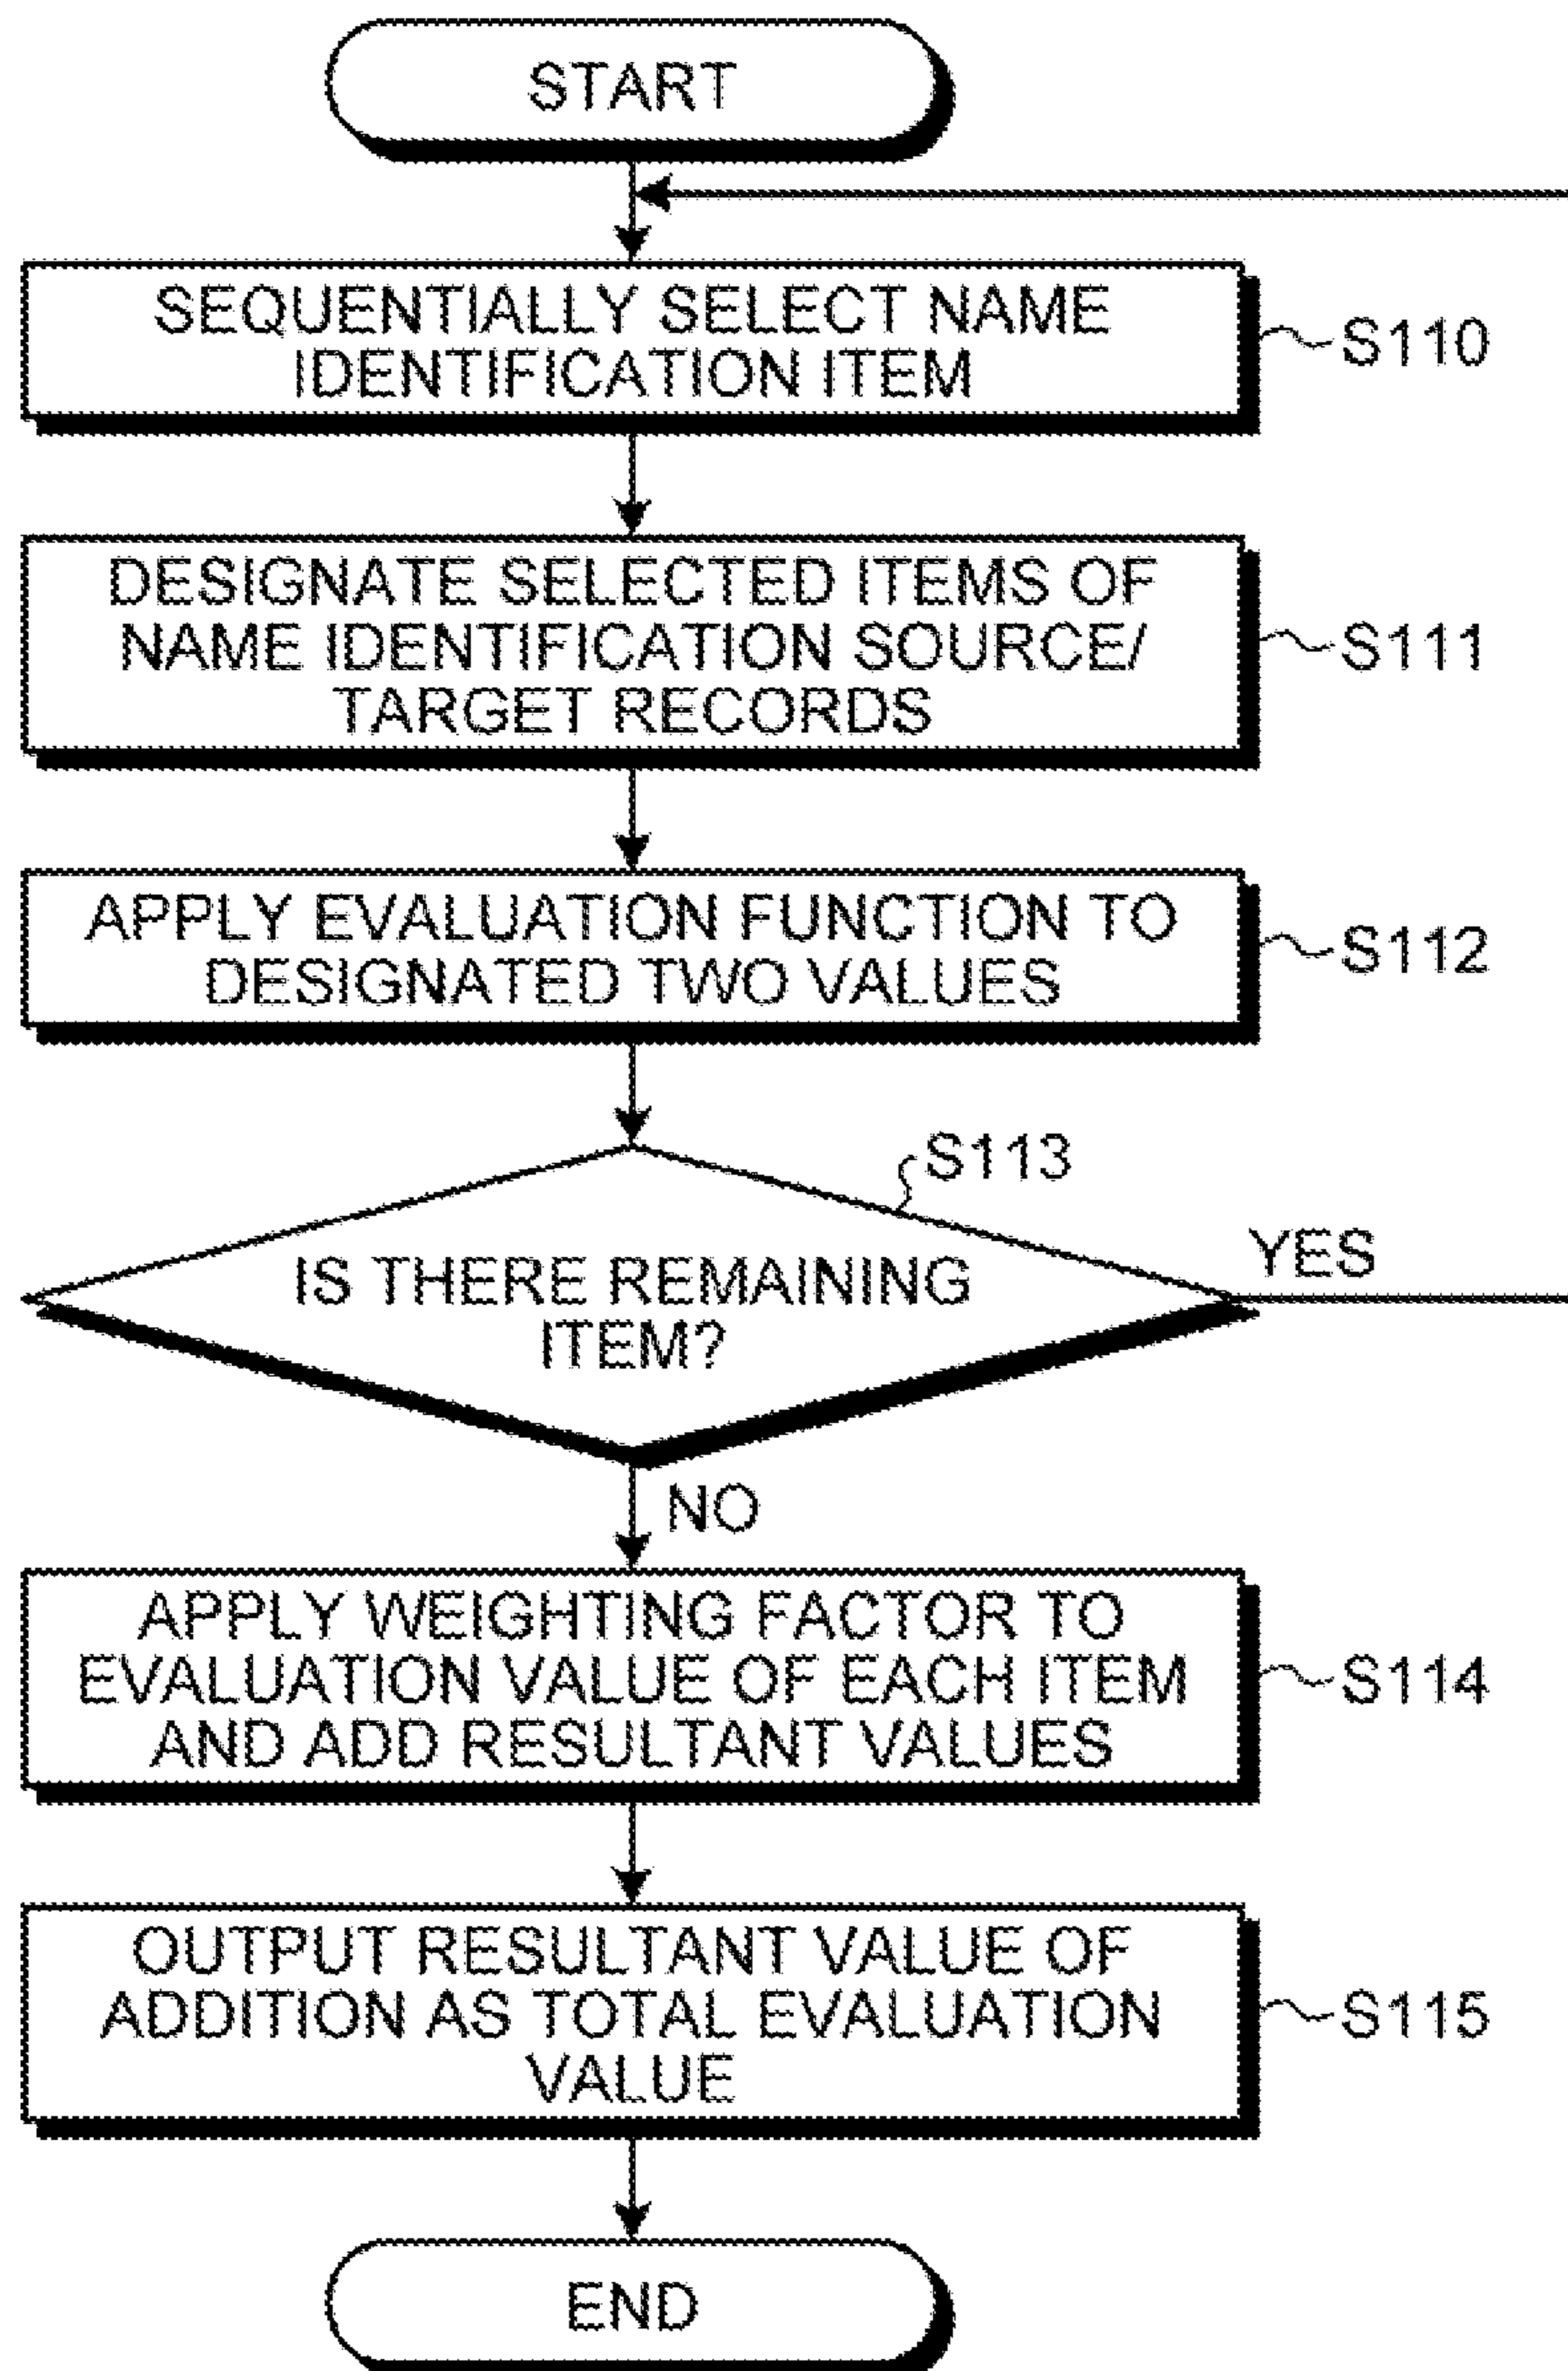 START
SEQUENTIALLY SELECT NAME
IDENTIFICATION ITEM
S110
DESIGNATE SELECTED ITEMS OF
NAME IDENTIFICATION SOURCE/
TARGET RECORDS
S111
APPLY EVALUATION FUNCTION TO
DESIGNATED TWO VALUES
S112
S113
IS THERE REMAINING
ITEM?
YES
NO
APPLY WEIGHTING FACTOR TO
EVALUATION VALUE OF EACH ITEM
AND ADD RESULTANT VALUES
S114
OUTPUT RESULTANT VALUE OF
ADDITION AS TOTAL EVALUATION
VALUE
S115
END